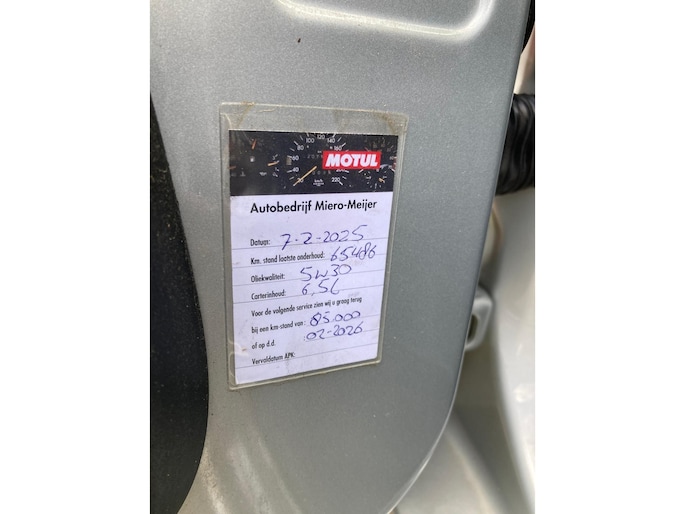 MOTUL
Autobedrijf Miero-Meijer
Datum: 7-2-2025
Km. stand laatste onderhoud: 65486
Oliekwaliteit: 5W30
Carterinhoud: 6,5L
Voor de volgende service zien wij u graag terug
bij een km-stand van: 85.000
of op d.d. 02-2026
Vervaldatum APK: